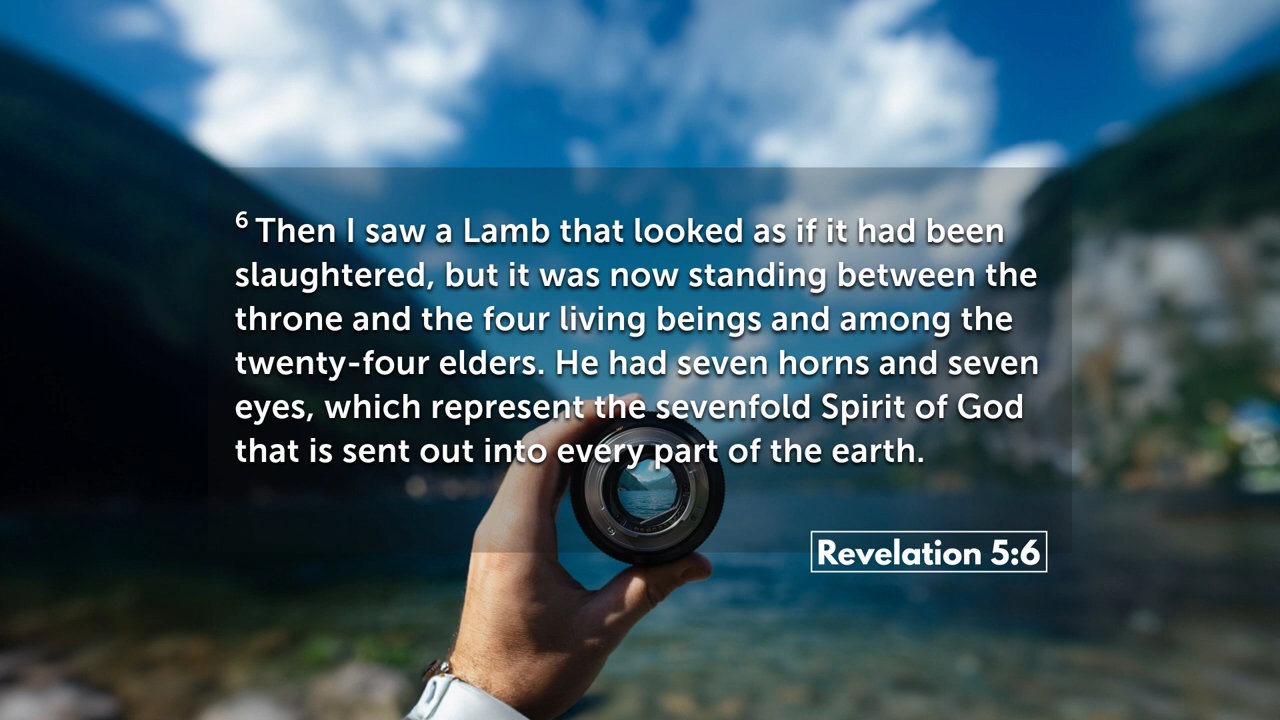 6 Then I saw a Lamb that looked as if it had been
slaughtered, but it was now standing between the
throne and the four living beings and among the
twenty-four elders. He had seven horns and seven
eyes, which represent the sevenfold Spirit of God
that is sent out into every part of the earth.
Revelation 5:6